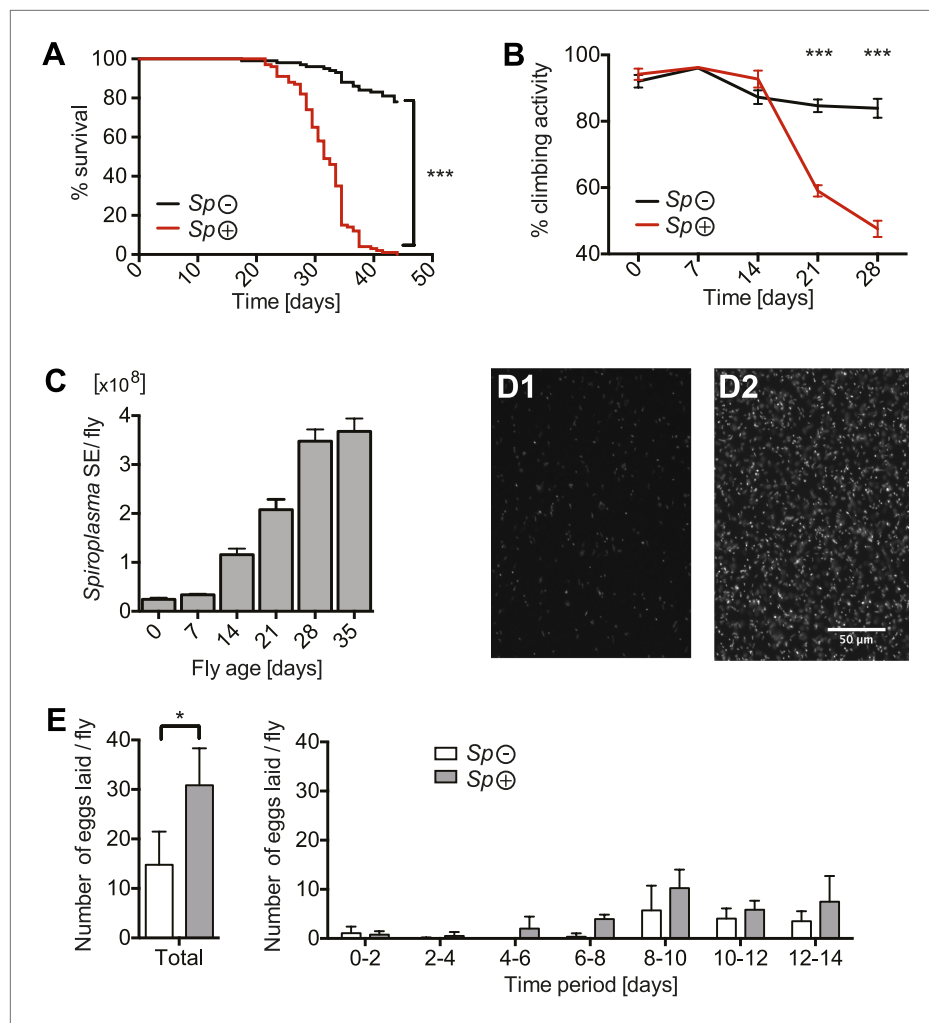 A
100
80
60
40
20
0
% survival
Sp ⊖
Sp ⊕
***
0 10 20 30 40 50
Time [days]
B
100
80
60
40
% climbing activity
*** ***
Sp ⊖
Sp ⊕
0 7 14 21 28
Time [days]
C
[x10⁸]
4
3
2
1
0
Spiroplasma SE/ fly
0 7 14 21 28 35
Fly age [days]
D1
D2
50 µm
E
*
40
30
20
10
0
Number of eggs laid / fly
Total
40
30
20
10
0
Number of eggs laid / fly
Sp ⊖
Sp ⊕
0-2 2-4 4-6 6-8 8-10 10-12 12-14
Time period [days]